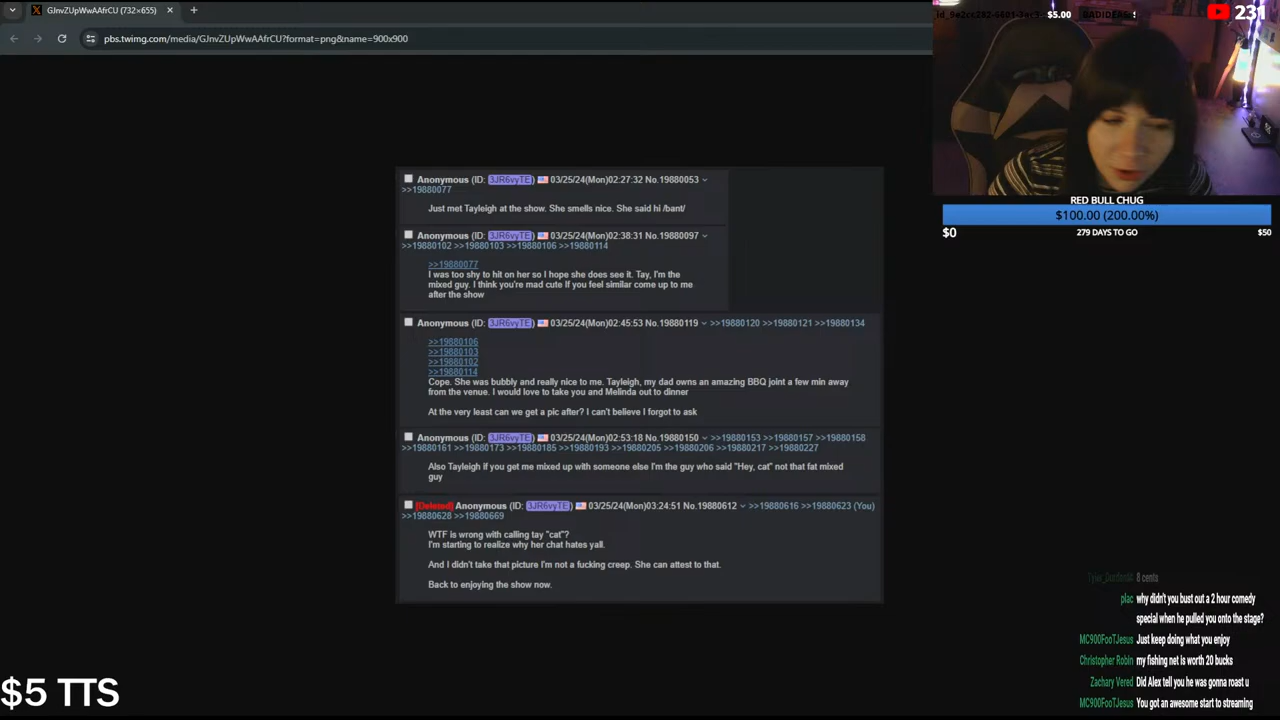 GJnvZUpWwAAfrCU (732×655)
pbs.twimg.com/media/GJnvZUpWwAAfrCU?format=png&name=900x900
$5.00
231
RED BULL CHUG
$100.00 (200.00%)
$0
279 DAYS TO GO
$50
Anonymous (ID: 3JR6vyTE) 03/25/24(Mon)02:27:32 No.19880053
>>19880077
Just met Tayleigh at the show. She smells nice. She said hi /bant/
Anonymous (ID: 3JR6vyTE) 03/25/24(Mon)02:38:31 No.19880097
>>19880102 >>19880103 >>19880106 >>19880114
>>19880077
I was too shy to hit on her so I hope she does see it. Tay, I'm the
mixed guy. I think you're mad cute If you feel similar come up to me
after the show
Anonymous (ID: 3JR6vyTE) 03/25/24(Mon)02:45:53 No.19880119 >>19880120 >>19880121 >>19880134
>>19880106
>>19880103
>>19880102
>>19880114
Cope. She was bubbly and really nice to me. Tayleigh, my dad owns an amazing BBQ joint a few min away
from the venue. I would love to take you and Melinda out to dinner
At the very least can we get a pic after? I can't believe I forgot to ask
Anonymous (ID: 3JR6vyTE) 03/25/24(Mon)02:53:18 No.19880150 >>19880153 >>19880157 >>19880158
>>19880161 >>19880173 >>19880185 >>19880193 >>19880205 >>19880206 >>19880217 >>19880227
Also Tayleigh if you get me mixed up with someone else I'm the guy who said "Hey, cat" not that fat mixed
guy
[Deleted] Anonymous (ID: 3JR6vyTE) 03/25/24(Mon)03:24:51 No.19880612 >>19880616 >>19880623 (You)
>>19880628 >>19880669
WTF is wrong with calling tay "cat"?
I'm starting to realize why her chat hates yall.
And I didn't take that picture I'm not a fucking creep. She can attest to that.
Back to enjoying the show now.
8 cents
plac why didn't you bust out a 2 hour comedy
special when he pulled you onto the stage?
MC900FooTJesus Just keep doing what you enjoy
Christopher Robin my fishing net is worth 20 bucks
Zachary Vered Did Alex tell you he was gonna roast u
MC900FooTJesus You got an awesome start to streaming
$5 TTS